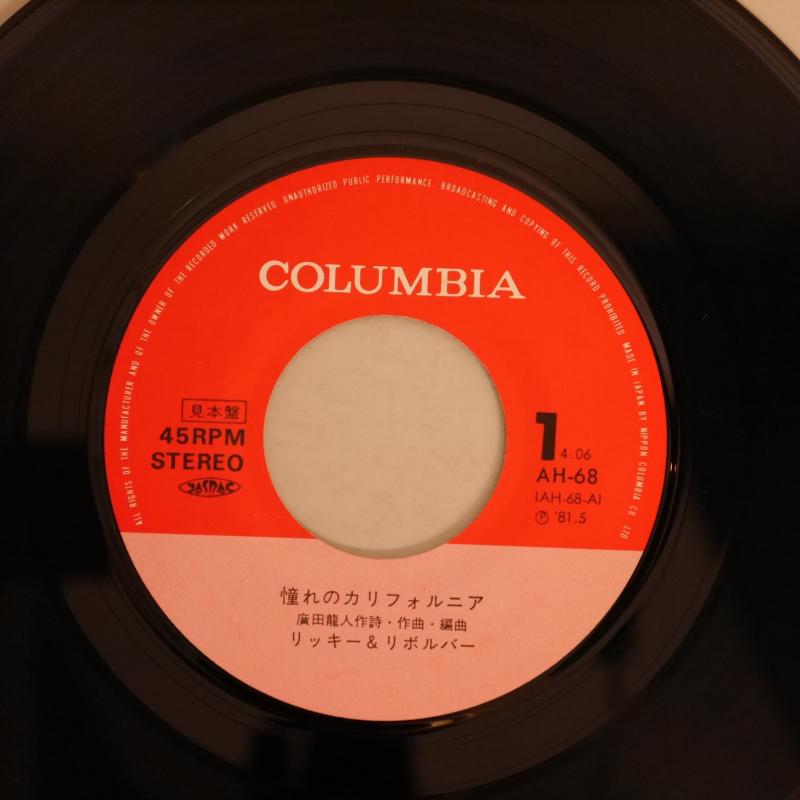 ALL RIGHTS OF THE MANUFACTURER AND OF THE OWNER OF THE RECORDED WORK RESERVED. UNAUTHORIZED PUBLIC PERFORMANCE. BROADCASTING AND COPYING OF THIS RECORD PROHIBITED MADE IN JAPAN BY NIPPON COLUMBIA CO. LTD
COLUMBIA
見本盤
45RPM
STEREO
JASRAC
1 4:06
AH-68
(AH-68-A)
Ⓟ '81.5
憧れのカリフォルニア
廣田龍人作詩・作曲・編曲
リッキー&リボルバー